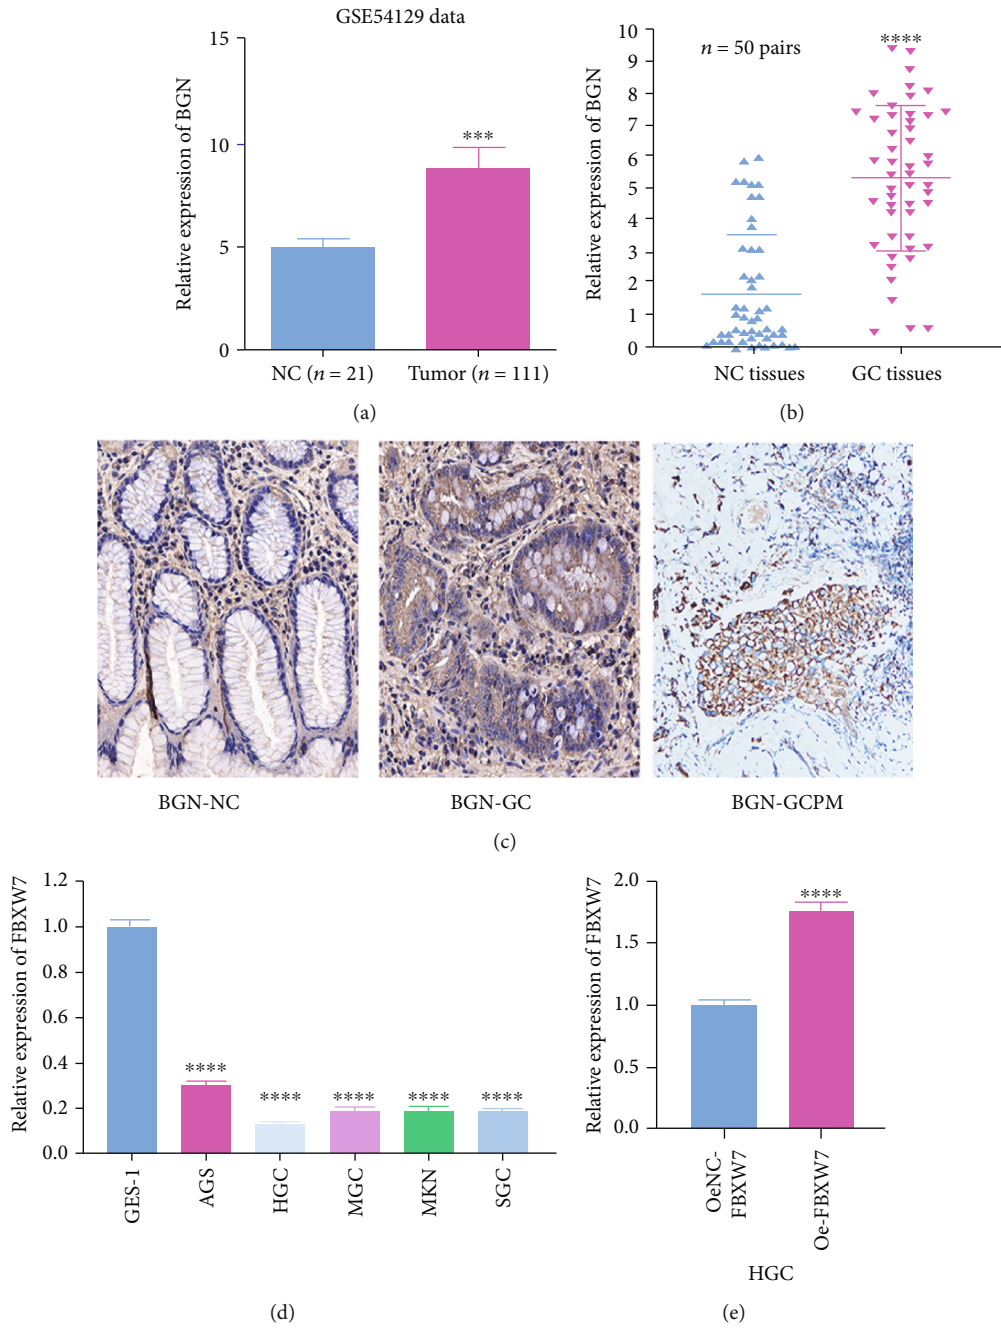 GSE54129 data
Relative expression of BGN
15
10
5
0
***
NC (n = 21)
Tumor (n = 111)
(a)
Relative expression of BGN
10
9
8
7
6
5
4
3
2
1
0
n = 50 pairs
****
NC tissues
GC tissues
(b)
BGN-NC
BGN-GC
BGN-GCPM
(c)
Relative expression of FBXW7
1.2
1.0
0.8
0.6
0.4
0.2
0.0
****
****
****
****
****
GES-1
AGS
HGC
MGC
MKN
SGC
(d)
Relative expression of FBXW7
2.0
1.5
1.0
0.5
0.0
****
OeNC-
FBXW7
Oe-FBXW7
HGC
(e)